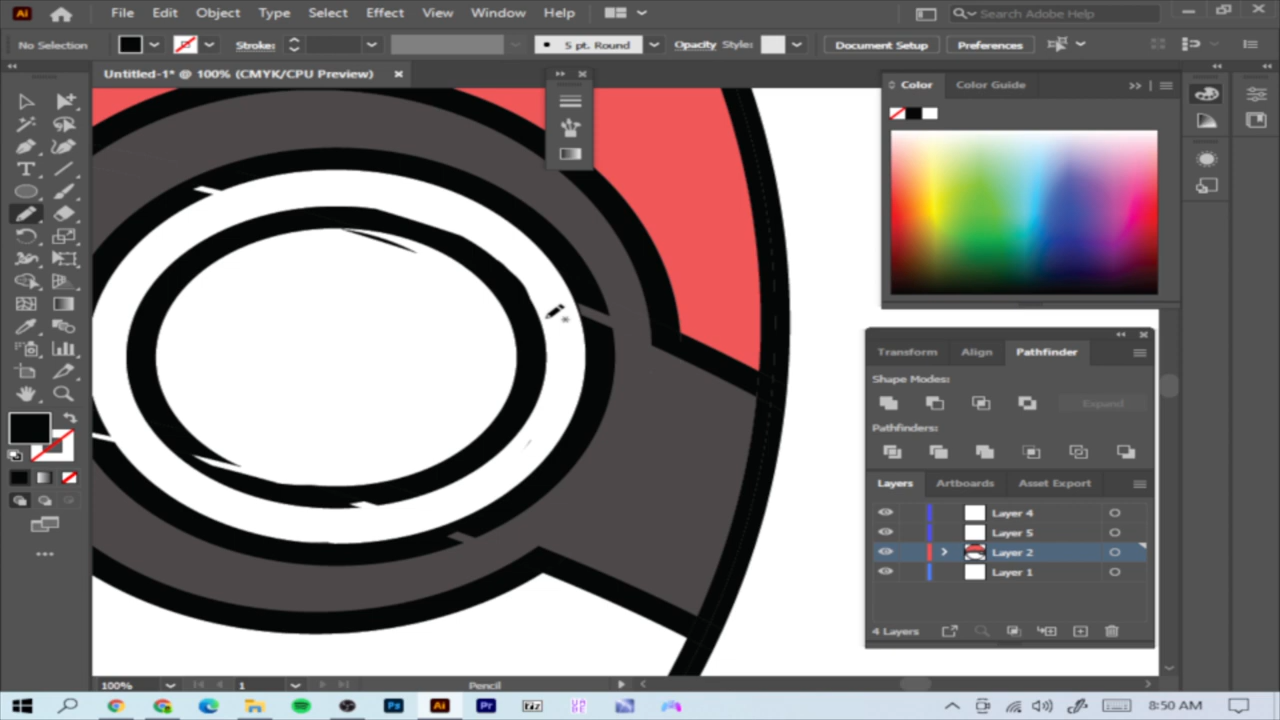 Ai File Edit Object Type Select Effect View Window Help Search Adobe Help
No Selection Stroke: 5 pt. Round Opacity Style: Document Setup Preferences
Untitled-1* @ 100% (CMYK/CPU Preview)
Color Color Guide
Transform Align Pathfinder
Shape Modes:
Expand
Pathfinders:
Layers Artboards Asset Export
Layer 4
Layer 5
Layer 2
Layer 1
4 Layers
100% 1 Pencil
Ps Ai Pr 8:50 AM